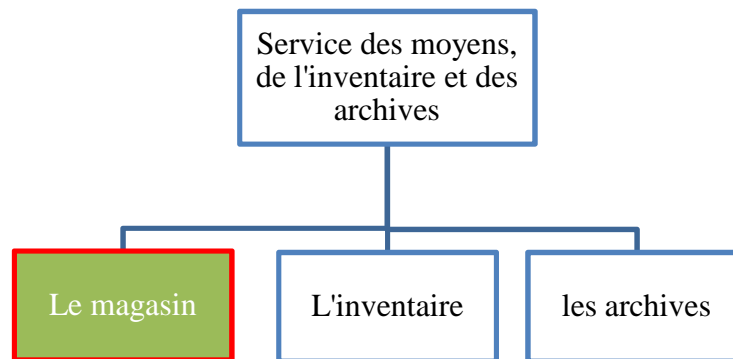 Service des moyens,
de l'inventaire et des
archives
Le magasin
L'inventaire
les archives